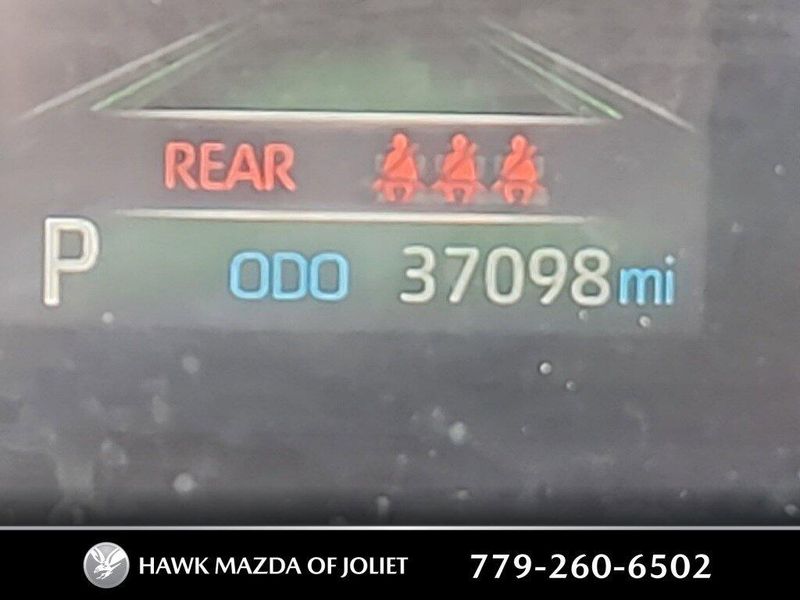 REAR
P ODO 37098 mi
HAWK MAZDA OF JOLIET 779-260-6502